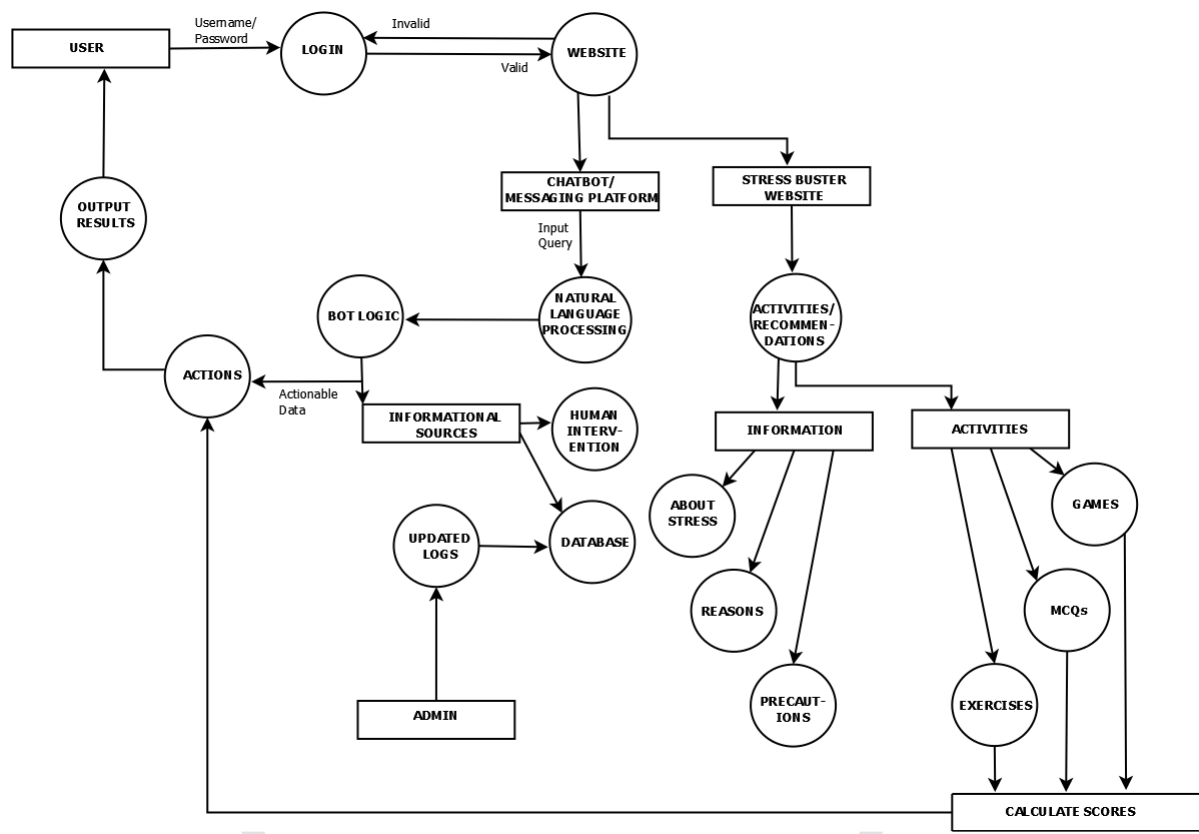 Username/
Password
USER
LOGIN
Invalid
Valid
WEBSITE
CHATBOT/
MESSAGING PLATFORM
STRESS BUSTER
WEBSITE
OUTPUT
RESULTS
Input
Query
NATURAL
LANGUAGE
PROCESSING
BOT LOGIC
ACTIVITIES/
RECOMMEN-
DATIONS
ACTIONS
Actionable
Data
INFORMATIONAL
SOURCES
HUMAN
INTERV-
ENTION
INFORMATION
ACTIVITIES
ABOUT
STRESS
GAMES
UPDATED
LOGS
DATABASE
REASONS
MCQs
PRECAUT-
IONS
EXERCISES
ADMIN
CALCULATE SCORES